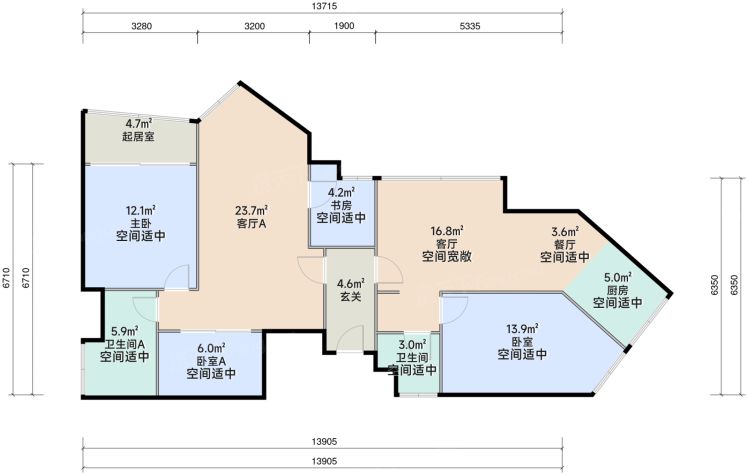 13715
3280
3200
1900
5335
4.7㎡
起居室
12.1㎡
主卧
空间适中
23.7㎡
客厅A
4.2㎡
书房
空间适中
16.8㎡
客厅
空间宽敞
3.6㎡
餐厅
空间适中
5.0㎡
厨房
空间适中
4.6㎡
玄关
5.9㎡
卫生间A
空间适中
6.0㎡
卧室A
空间适中
3.0㎡
卫生间
空间适中
13.9㎡
卧室
空间适中
6710
6710
6350
6350
13905
13905